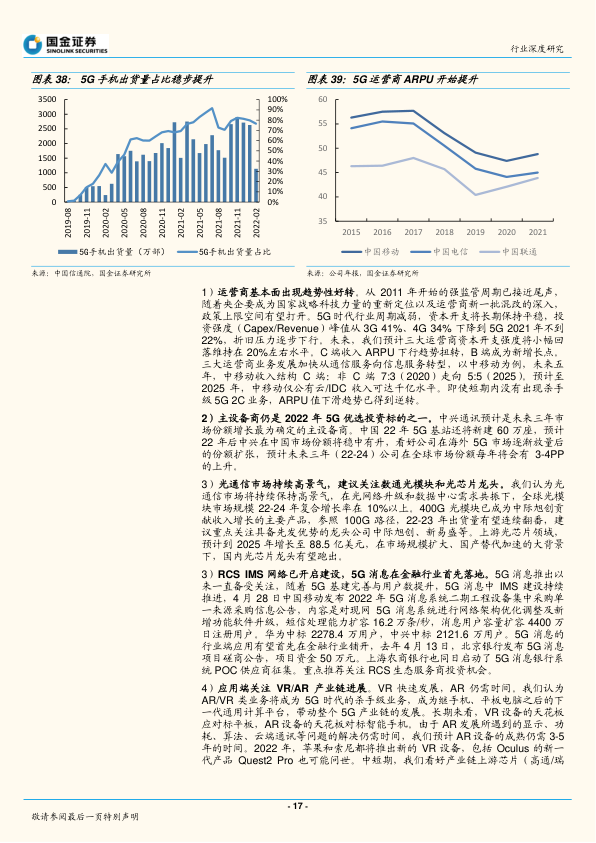 国金证券
SINOLINK SECURITIES
行业深度研究
图表 38： 5G 手机出货量占比稳步提升
3500
3000
2500
2000
1500
1000
500
0
100%
90%
80%
70%
60%
50%
40%
30%
20%
10%
0%
2019-08
2019-11
2020-02
2020-05
2020-08
2020-11
2021-02
2021-05
2021-08
2021-11
2022-02
5G手机出货量（万部）
5G手机出货量占比
来源：中国信通院，国金证券研究所
图表 39：5G 运营商 ARPU 开始提升
60
55
50
45
40
35
2015
2016
2017
2018
2019
2020
2021
中国移动
中国电信
中国联通
来源：公司年报，国金证券研究所
1）运营商基本面出现趋势性好转。从 2011 年开始的强监管周期已接近尾声，
随着央企要成为国家战略科技力量的重新定位以及运营商新一批混改的深入，
政策上限空间有望打开。5G 时代行业周期减弱，资本开支将长期保持平稳，投
资强度（Capex/Revenue）峰值从 3G 41%、4G 34% 下降到 5G 2021 年不到
22%，折旧压力逐步下行。未来，我们预计三大运营商资本开支强度将小幅回
落维持在 20%左右水平。C 端收入 ARPU 下行趋势扭转，B 端成为新增长点。
三大运营商业务发展加快从通信服务向信息服务转型，以中移动为例，未来五
年，中移动收入结构 C 端：非 C 端 7:3（2020）走向 5:5（2025）。预计至
2025 年，中移动仅公有云/IDC 收入可达千亿水平。即使短期内没有出现杀手
级 5G 2C 业务，ARPU 值下滑趋势已得到逆转。
2）主设备商仍是 2022 年 5G 优选投资标的之一。中兴通讯预计是未来三年市
场份额增长最为确定的主设备商。中国 22 年 5G 基站还将新建 60 万座，预计
22 年后中兴在中国市场份额将稳中有升，看好公司在海外 5G 市场逐渐放量后
的份额扩张，预计未来三年（22-24）公司在全球市场份额每年将会有 3-4PP
的上升。
3）光通信市场持续高景气，建议关注数通光模块和光芯片龙头。我们认为光
通信市场将持续保持高景气，在光网络升级和数据中心需求共振下，全球光模
块市场规模 22-24 年复合增长率在 10%以上。400G 光模块已成为中际旭创贡
献收入增长的主要产品，参照 100G 路径，22-23 年出货量有望连续翻番，建
议重点关注具备先发优势的龙头公司中际旭创、新易盛等。上游光芯片领域，
预计到 2025 年增长至 88.5 亿美元，在市场规模扩大、国产替代加速的大背景
下，国内光芯片龙头有望跑出。
3）RCS IMS 网络已开启建设，5G 消息在金融行业首先落地。5G 消息推出以
来一直备受关注，随着 5G 基建完善与用户数提升，5G 消息中 IMS 建设持续
推进，4 月 28 日中国移动发布 2022 年 5G 消息系统二期工程设备集中采购单
一来源采购信息公告，内容是对现网 5G 消息系统进行网络架构优化调整及新
增功能软件升级，短信处理能力扩容 16.2 万条/秒，消息用户容量扩容 4400 万
日注册用户。华为中标 2278.4 万用户，中兴中标 2121.6 万用户。5G 消息的
行业端应用有望首先在金融行业铺开，去年 4 月 13 日，北京银行发布 5G 消息
项目磋商公告，项目资金 50 万元。上海农商银行也同日启动了 5G 消息银行系
统 POC 供应商征集。重点推荐关注 RCS 生态服务商投资机会。
4）应用端关注 VR/AR 产业链进展。VR 快速发展，AR 仍需时间。我们认为
AR/VR 类业务将成为 5G 时代的杀手级业务，成为继手机、平板电脑之后的下
一代通用计算平台，带动整个 5G 产业链的发展。长期来看，VR 设备的天花板
应对标平板，AR 设备的天花板对标智能手机。由于 AR 发展所遇到的显示、功
耗、算法、云端通讯等问题的解决仍需时间，我们预计 AR 设备的成熟仍需 3-5
年的时间。2022 年，苹果和索尼都将推出新的 VR 设备，包括 Oculus 的新一
代产品 Quest2 Pro 也可能问世。中短期，我们看好产业链上游芯片（高通/瑞
- 17 -
敬请参阅最后一页特别声明